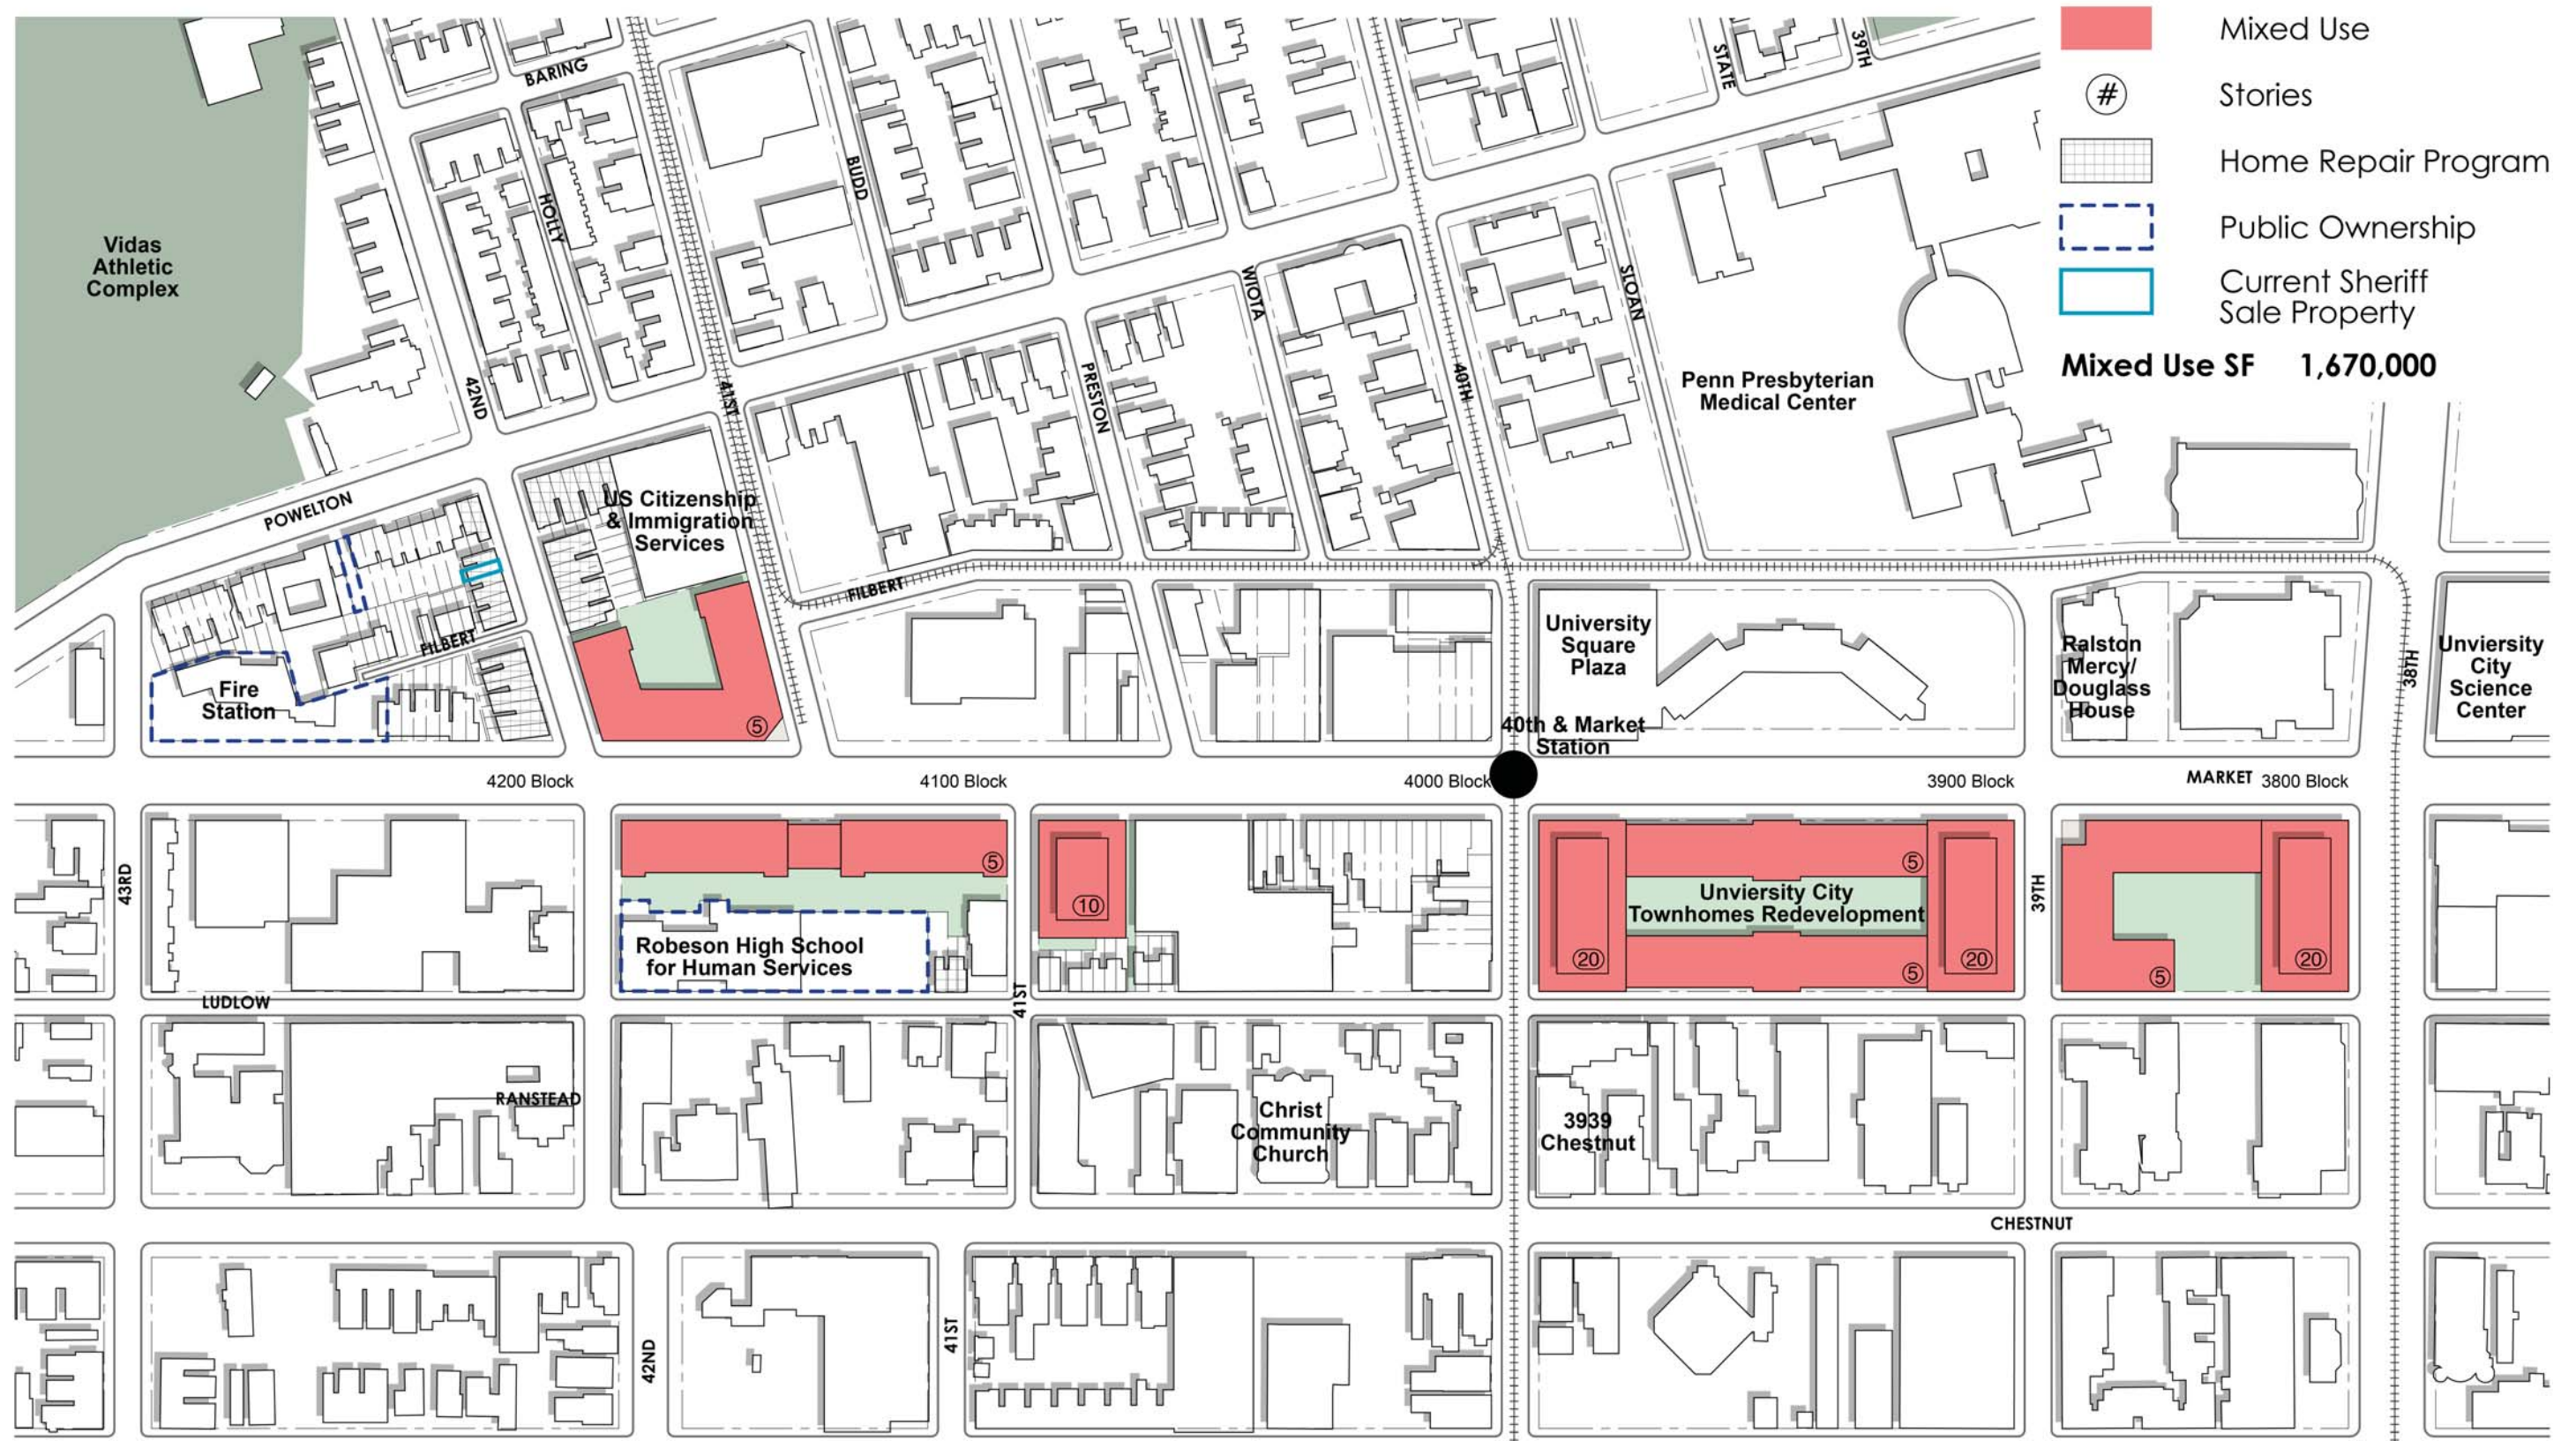 Mixed Use
# Stories
Home Repair Program
Public Ownership
Current Sheriff
Sale Property
Mixed Use SF 1,670,000
BARING
STATE
39TH
BUDD
HOLLY
Vidas
Athletic
Complex
WIOTA
SLOAN
42ND
41ST
PRESTON
40TH
Penn Presbyterian
Medical Center
POWELTON
US Citizenship
& Immigration
Services
FILBERT
FILBERT
Fire
Station
5
University
Square
Plaza
40th & Market
Station
Ralston
Mercy/
Douglass
House
38TH
Unviersity
City
Science
Center
4200 Block
4100 Block
4000 Block
3900 Block
MARKET 3800 Block
43RD
5
10
5
Unviersity City
Townhomes Redevelopment
20
5
20
39TH
5
20
Robeson High School
for Human Services
LUDLOW
41ST
RANSTEAD
Christ
Community
Church
3939
Chestnut
CHESTNUT
42ND
41ST